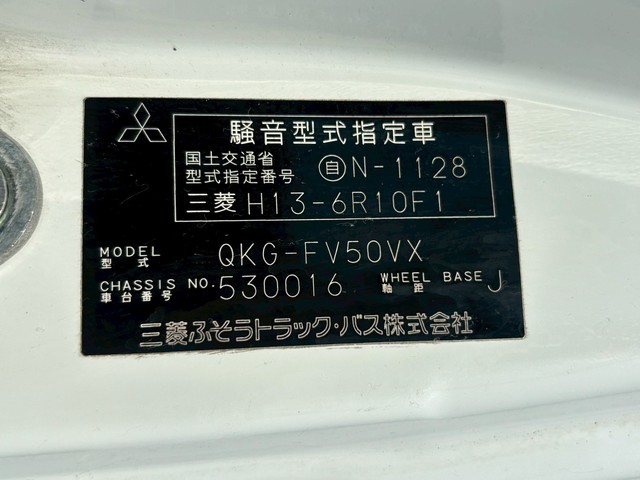 騒音型式指定車
国土交通省
型式指定番号 自N-1128
三菱 H13-6R10F1
MODEL
型式 QKG-FV50VX
CHASSIS NO.
車台番号 530016 WHEEL BASE
軸距 J
三菱ふそうトラック・バス株式会社